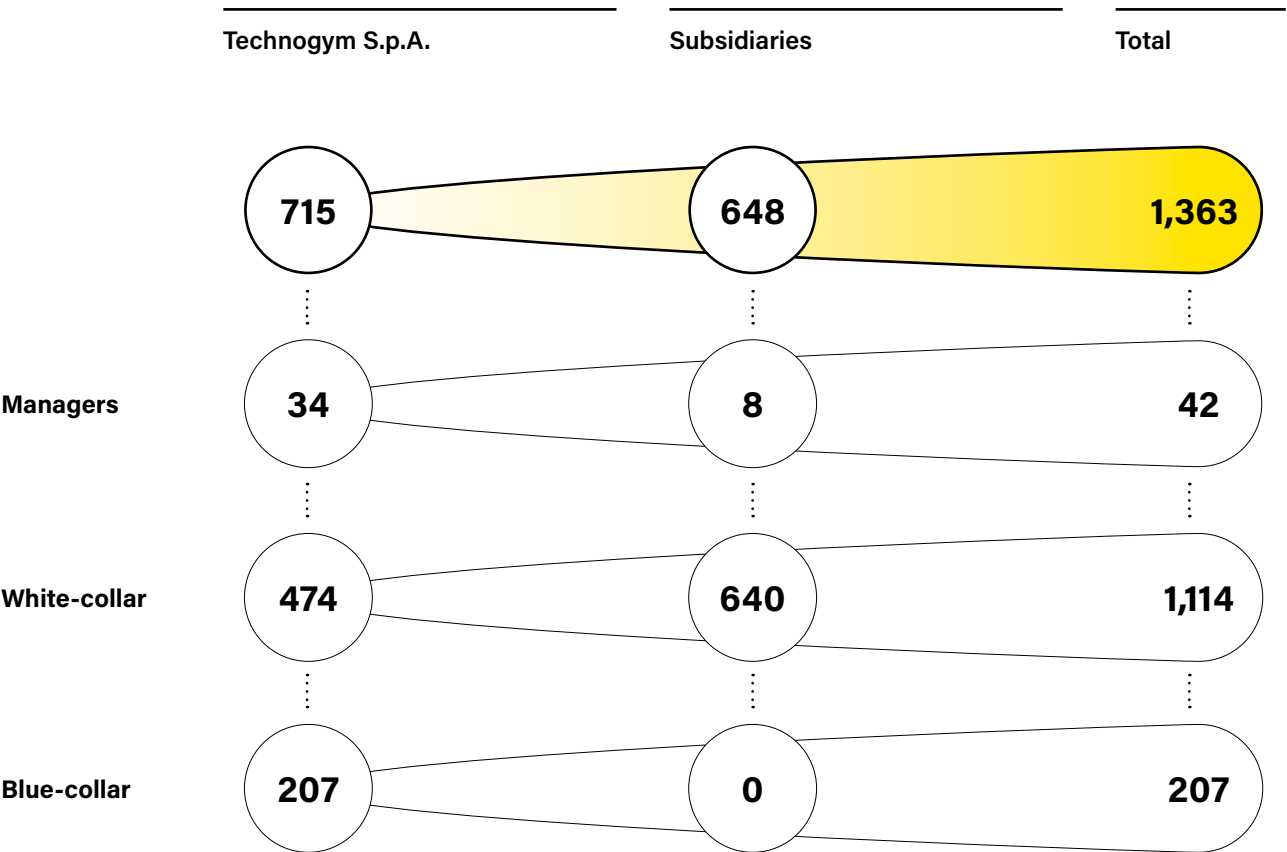 Technogym S.p.A. Subsidiaries Total
715 648 1,363
Managers 34 8 42
White-collar 474 640 1,114
Blue-collar 207 0 207